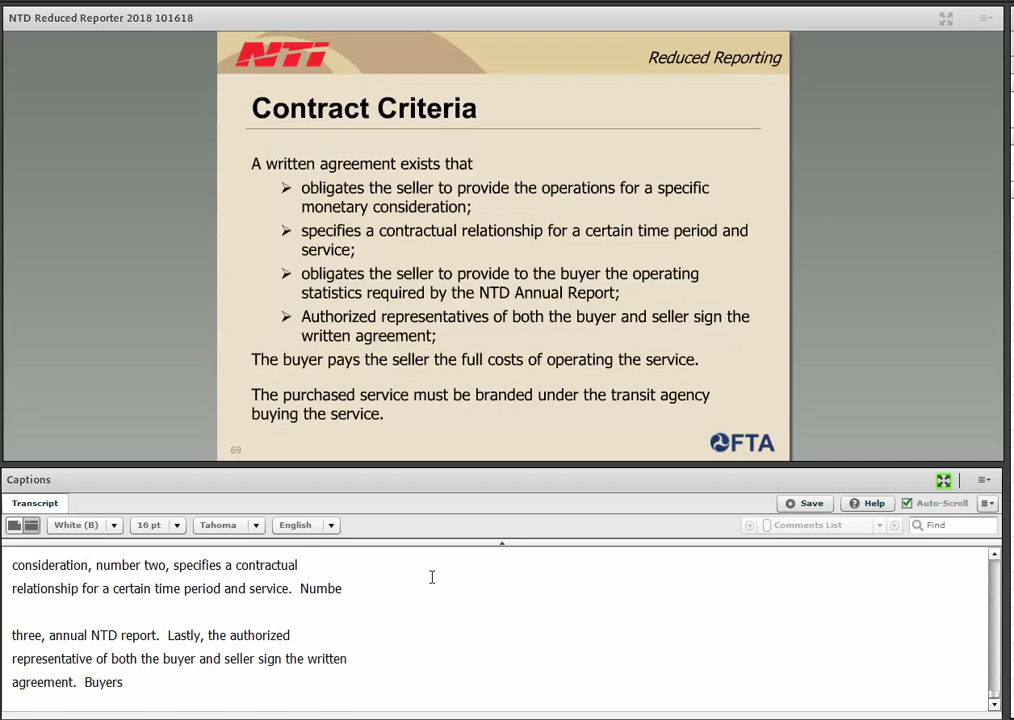 NTD Reduced Reporter 2018 101618
NTI
Reduced Reporting
Contract Criteria
A written agreement exists that
obligates the seller to provide the operations for a specific
monetary consideration;
specifies a contractual relationship for a certain time period and
service;
obligates the seller to provide to the buyer the operating
statistics required by the NTD Annual Report;
Authorized representatives of both the buyer and seller sign the
written agreement;
The buyer pays the seller the full costs of operating the service.
The purchased service must be branded under the transit agency
buying the service.
69
FTA
Captions
Transcript
Save
Help
Auto-Scroll
White (B)
16 pt
Tahoma
English
Comments List
Find
consideration, number two, specifies a contractual
relationship for a certain time period and service.  Numbe
three, annual NTD report.  Lastly, the authorized
representative of both the buyer and seller sign the written
agreement.  Buyers